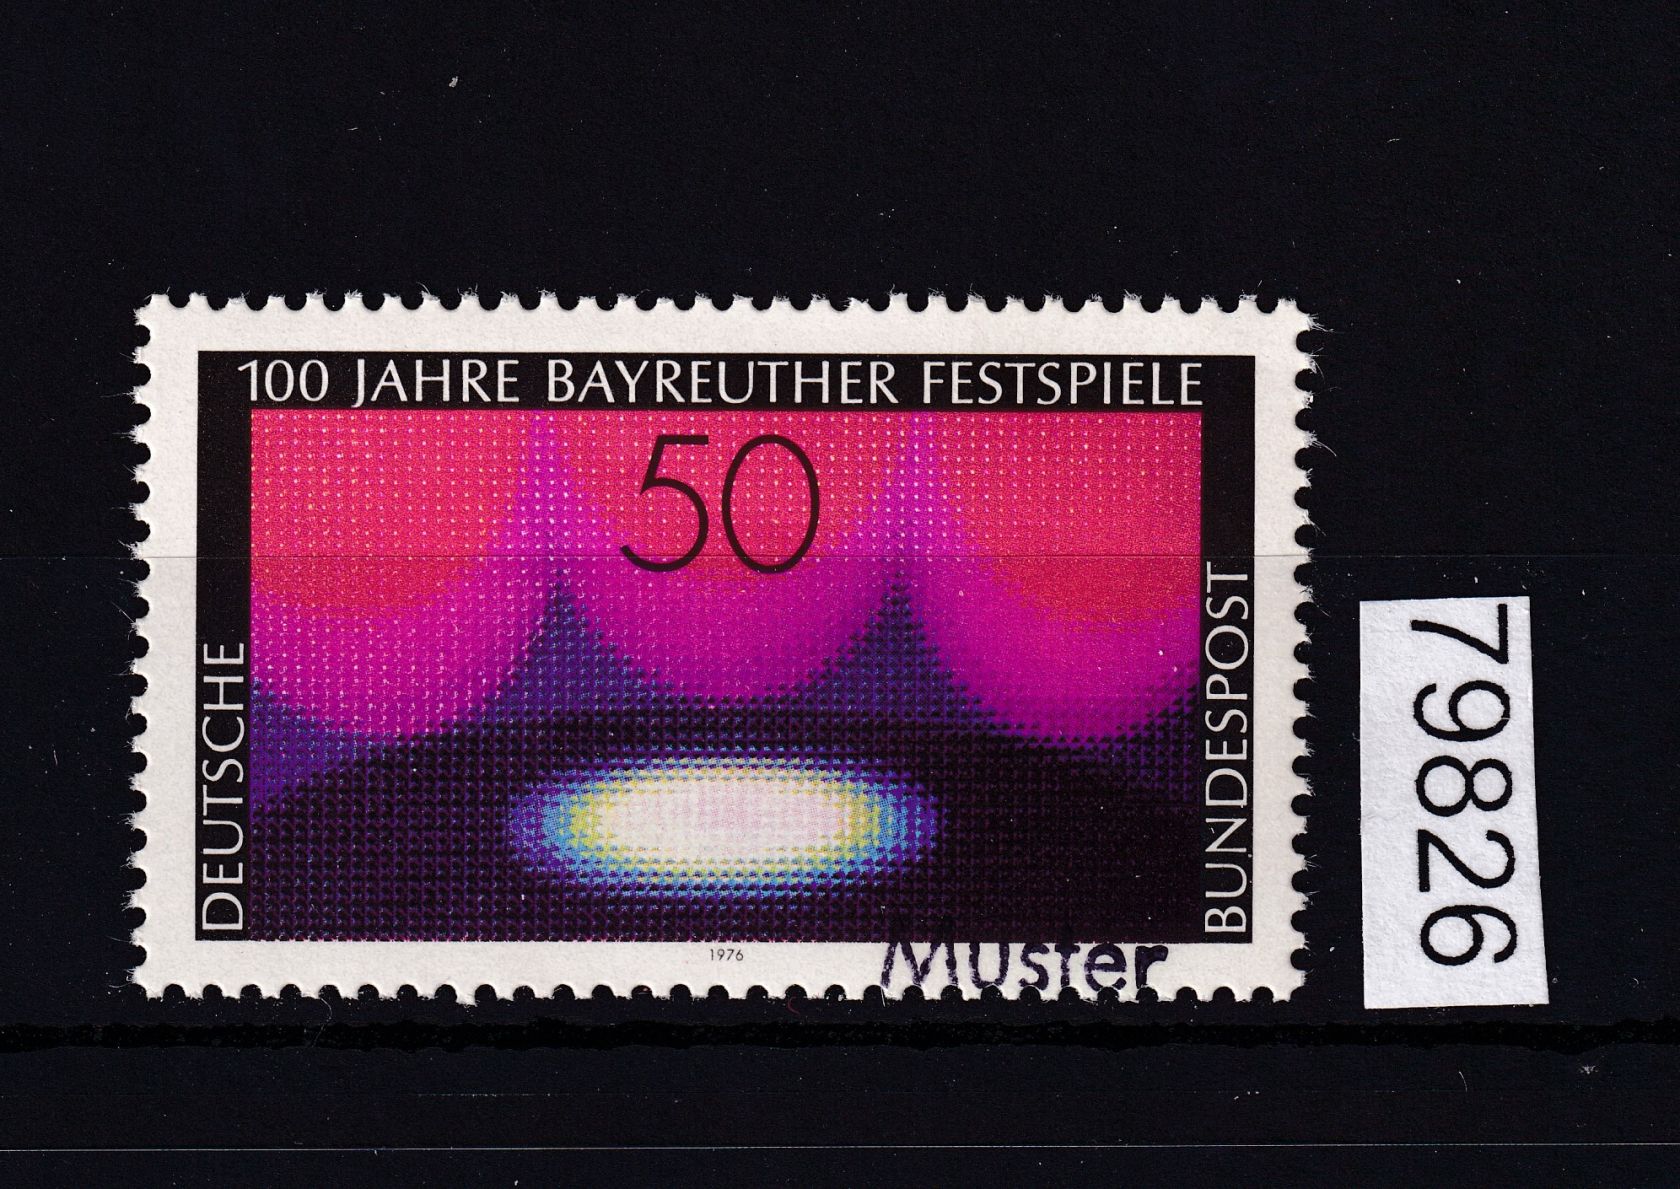 100 JAHRE BAYREUTHER FESTSPIELE
50
DEUTSCHE
BUNDESPOST
1976
Muster
79826